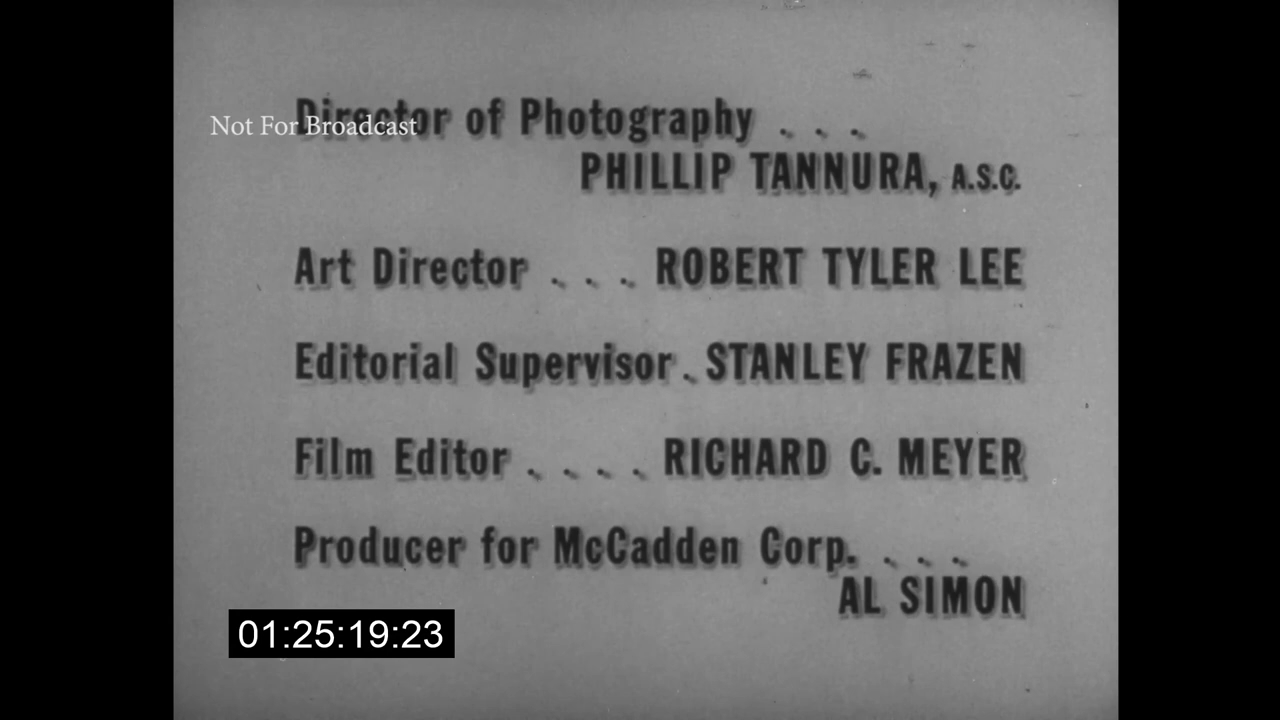 Director of Photography . . .
Not For Broadcast
PHILLIP TANNURA, A.S.C.
Art Director . . . ROBERT TYLER LEE
Editorial Supervisor . STANLEY FRAZEN
Film Editor . . . . RICHARD C. MEYER
Producer for McCadden Corp. . . .
AL SIMON
01:25:19:23